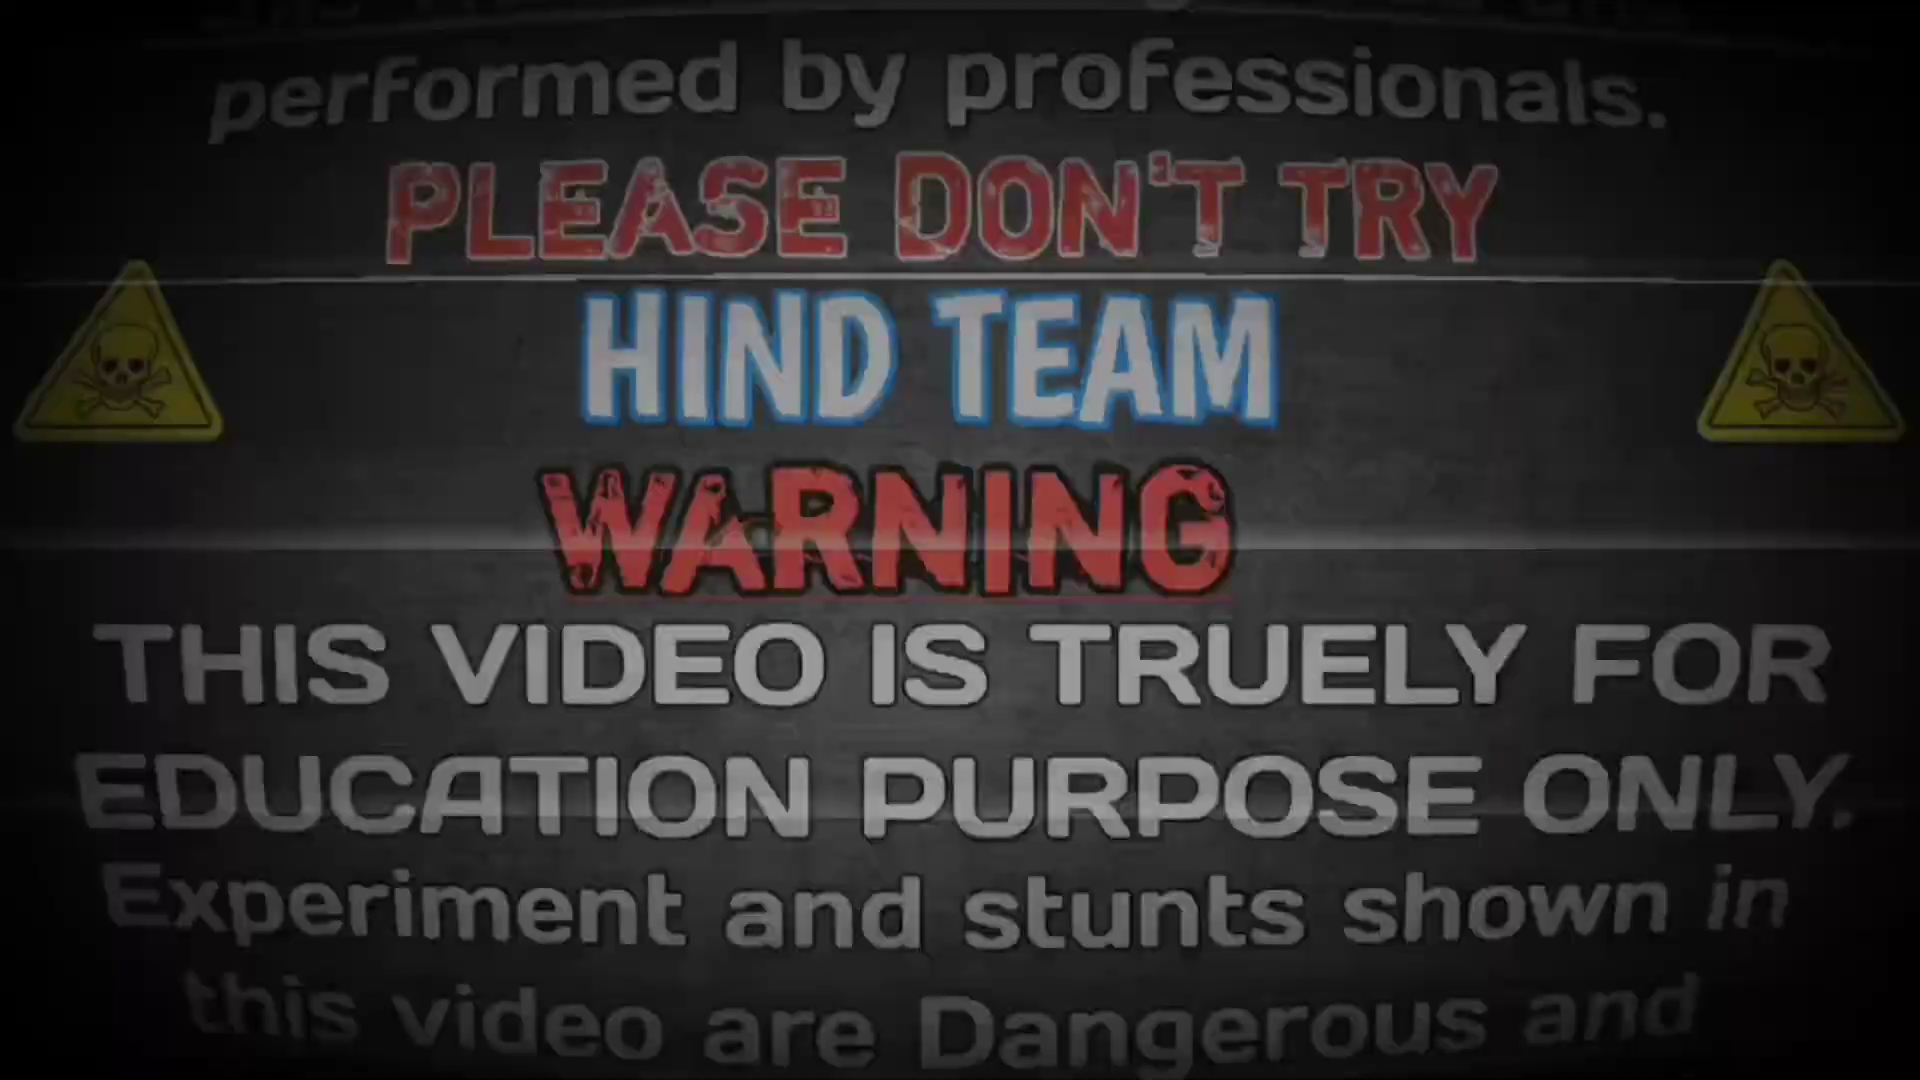 performed by professionals.
PLEASE DON'T TRY
HIND TEAM
WARNING
THIS VIDEO IS TRUELY FOR
EDUCATION PURPOSE ONLY.
Experiment and stunts shown in
this video are Dangerous and